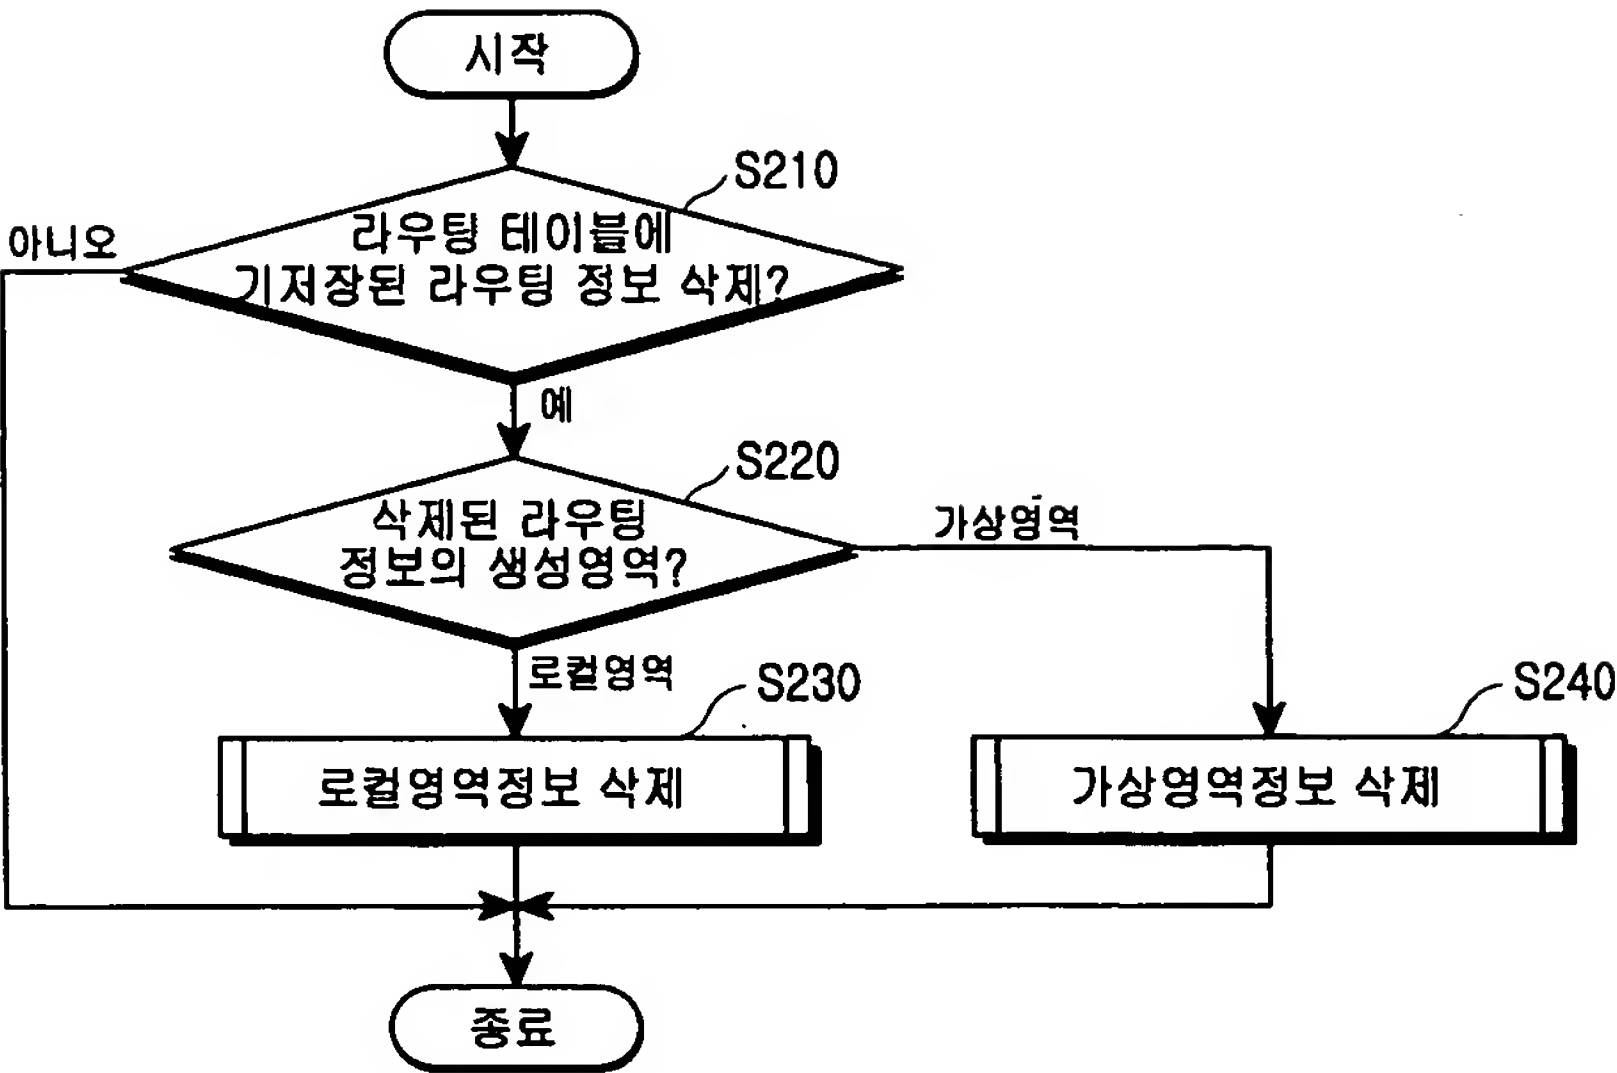 시작
S210
아니오
라우팅 테이블에
기저장된 라우팅 정보 삭제?
예
S220
삭제된 라우팅
정보의 생성영역?
가상영역
로컬영역
S230
S240
로컬영역정보 삭제
가상영역정보 삭제
종료